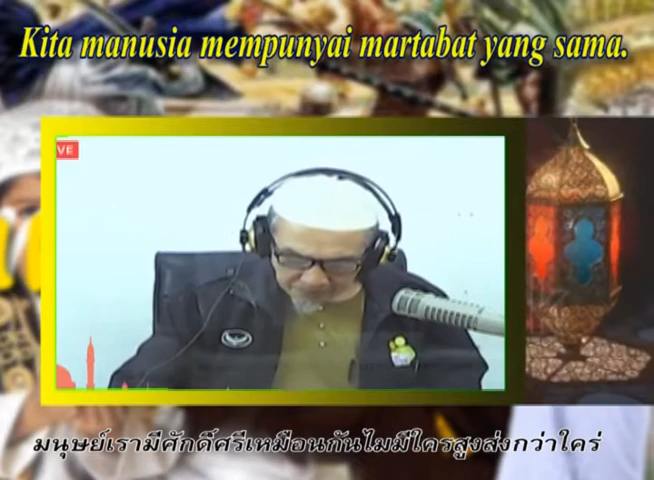 Kita manusia mempunyai martabat yang sama.
VE
มนุษย์เรามีศักดิ์ศรีเหมือนกันไมมีใครสูงส่งกว่าใคร่